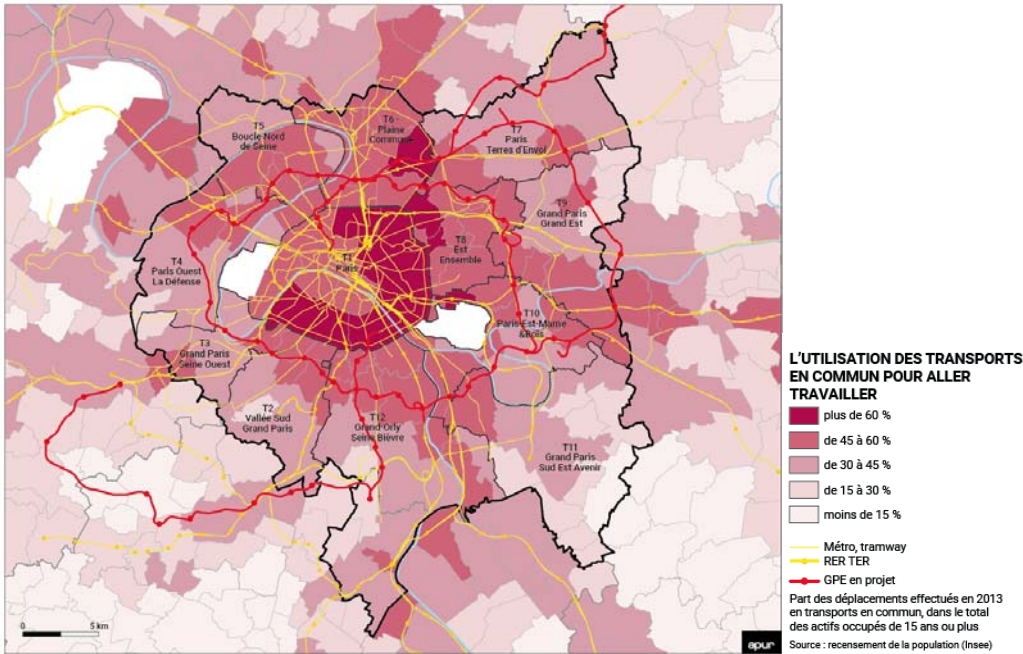 T5
Boucle Nord
de Seine
T6
Plaine
Commune
T7
Paris
Terres d'Envol
T9
Grand Paris
Grand Est
T8
Est
Ensemble
T1
Paris
T4
Paris Ouest
La Défense
T10
Paris-Est-Marne
&Bois
T3
Grand Paris
Seine Ouest
T2
Vallée Sud
Grand Paris
T12
Grand-Orly
Seine Bièvre
T11
Grand Paris
Sud Est Avenir
0 5 km
apur
L'UTILISATION DES TRANSPORTS
EN COMMUN POUR ALLER
TRAVAILLER
plus de 60 %
de 45 à 60 %
de 30 à 45 %
de 15 à 30 %
moins de 15 %
Métro, tramway
RER TER
GPE en projet
Part des déplacements effectués en 2013
en transports en commun, dans le total
des actifs occupés de 15 ans ou plus
Source : recensement de la population (Insee)